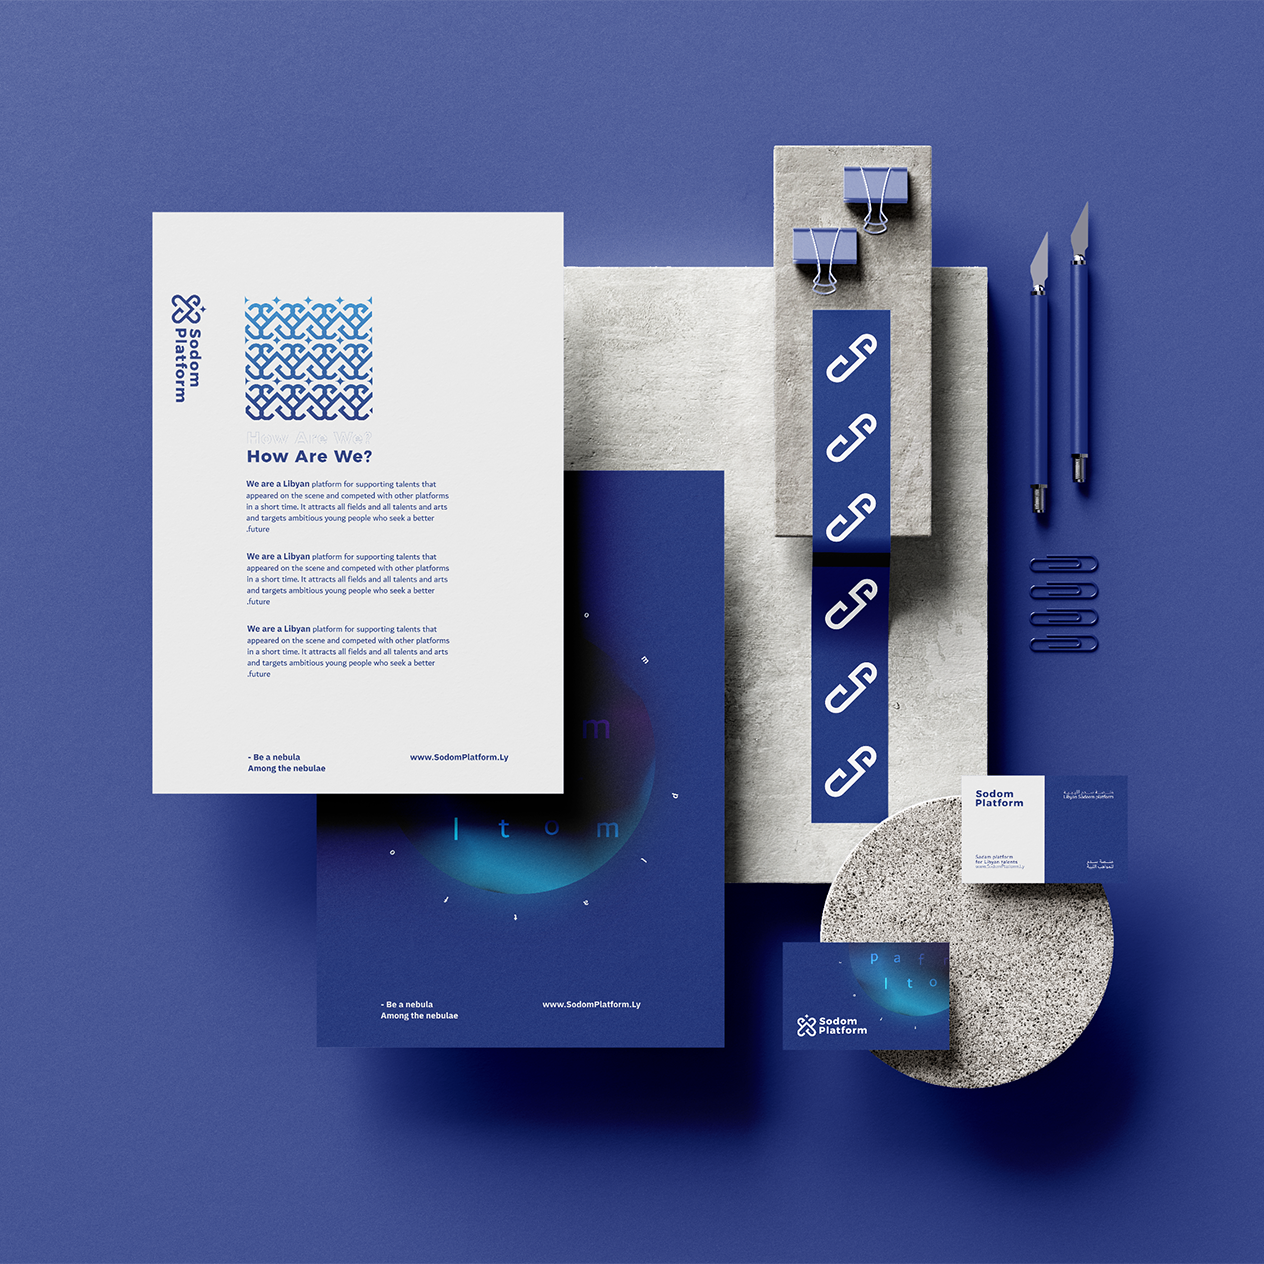 Sodom
Platform
How Are We?
How Are We?
We are a Libyan platform for supporting talents that
appeared on the scene and competed with other platforms
in a short time. It attracts all fields and all talents and arts
and targets ambitious young people who seek a better
.future
We are a Libyan platform for supporting talents that
appeared on the scene and competed with other platforms
in a short time. It attracts all fields and all talents and arts
and targets ambitious young people who seek a better
.future
We are a Libyan platform for supporting talents that
appeared on the scene and competed with other platforms
in a short time. It attracts all fields and all talents and arts
and targets ambitious young people who seek a better
.future
- Be a nebula
Among the nebulae
www.SodomPlatform.Ly
m
l t o m
o m p l a t f o
- Be a nebula
Among the nebulae
www.SodomPlatform.Ly
Sodom
Platform
Sodom platform
for Libyan talents
www.SodomPlatform.Ly
Libyan Sadeem platform
منصة سدم
p a f
l t o
Sodom
Platform